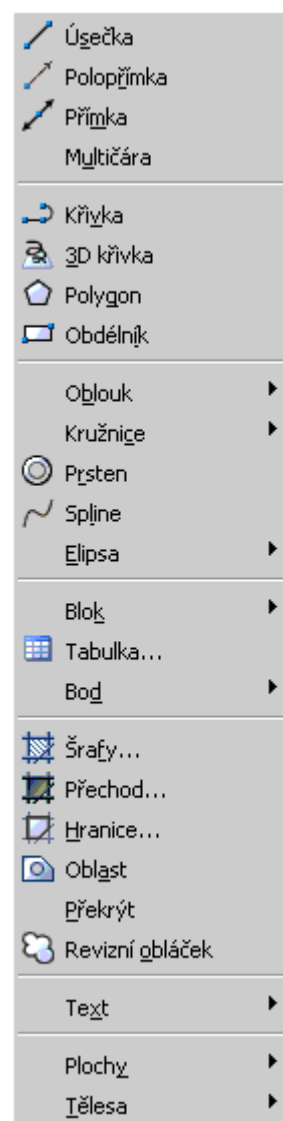 Úsečka
Polopřímka
Přímka
Multičára
Křivka
3D křivka
Polygon
Obdélník
Oblouk
Kružnice
Prsten
Spline
Elipsa
Blok
Tabulka...
Bod
Šrafy...
Přechod...
Hranice...
Oblast
Překrýt
Revizní obláček
Text
Plochy
Tělesa